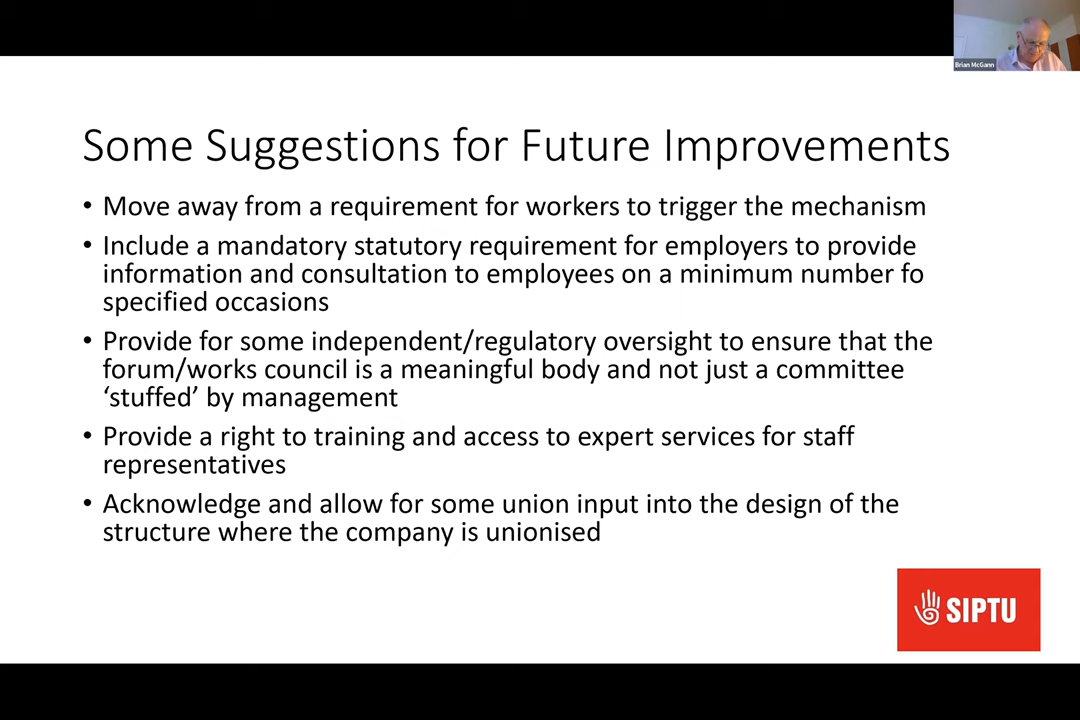 Brian McGann
Some Suggestions for Future Improvements
• Move away from a requirement for workers to trigger the mechanism
• Include a mandatory statutory requirement for employers to provide
information and consultation to employees on a minimum number fo
specified occasions
• Provide for some independent/regulatory oversight to ensure that the
forum/works council is a meaningful body and not just a committee
‘stuffed’ by management
• Provide a right to training and access to expert services for staff
representatives
• Acknowledge and allow for some union input into the design of the
structure where the company is unionised
SIPTU